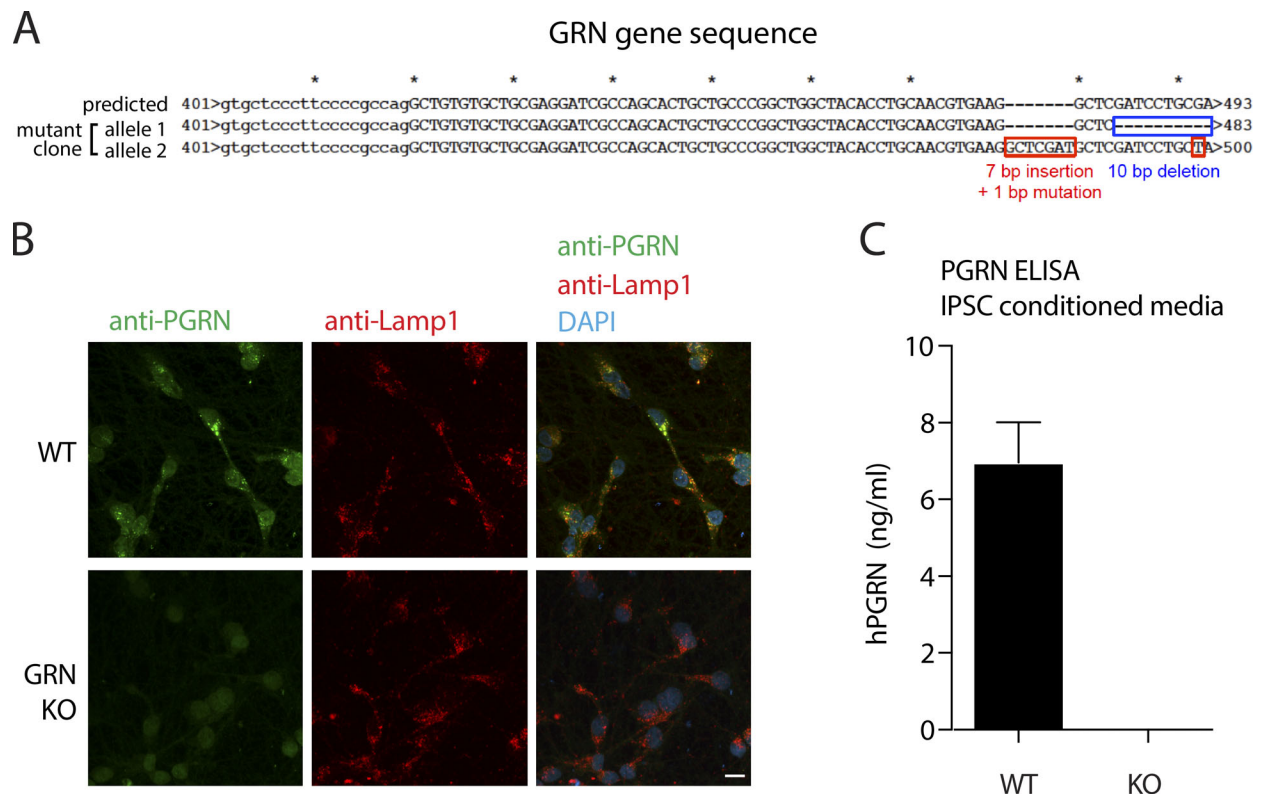 A
GRN gene sequence
* * * * * * * * *
predicted 401>gtgctcccttccccgccagGCTGTGTGCTGCGAGGATCGCCAGCACTGCTGCCCGGCTGGCTACACCTGCAACGTGAAG-------GCTCGATCCTGCGA>493
mutant clone [ allele 1 401>gtgctcccttccccgccagGCTGTGTGCTGCGAGGATCGCCAGCACTGCTGCCCGGCTGGCTACACCTGCAACGTGAAG-------GCTC----------->483
allele 2 401>gtgctcccttccccgccagGCTGTGTGCTGCGAGGATCGCCAGCACTGCTGCCCGGCTGGCTACACCTGCAACGTGAAGGCTCGATGCTCGATCCTGCTA>500
7 bp insertion
+ 1 bp mutation
10 bp deletion
B
anti-PGRN
anti-Lamp1
anti-PGRN
anti-Lamp1
DAPI
WT
GRN
KO
C
PGRN ELISA
IPSC conditioned media
hPGRN (ng/ml)
10
8
6
4
2
0
WT KO